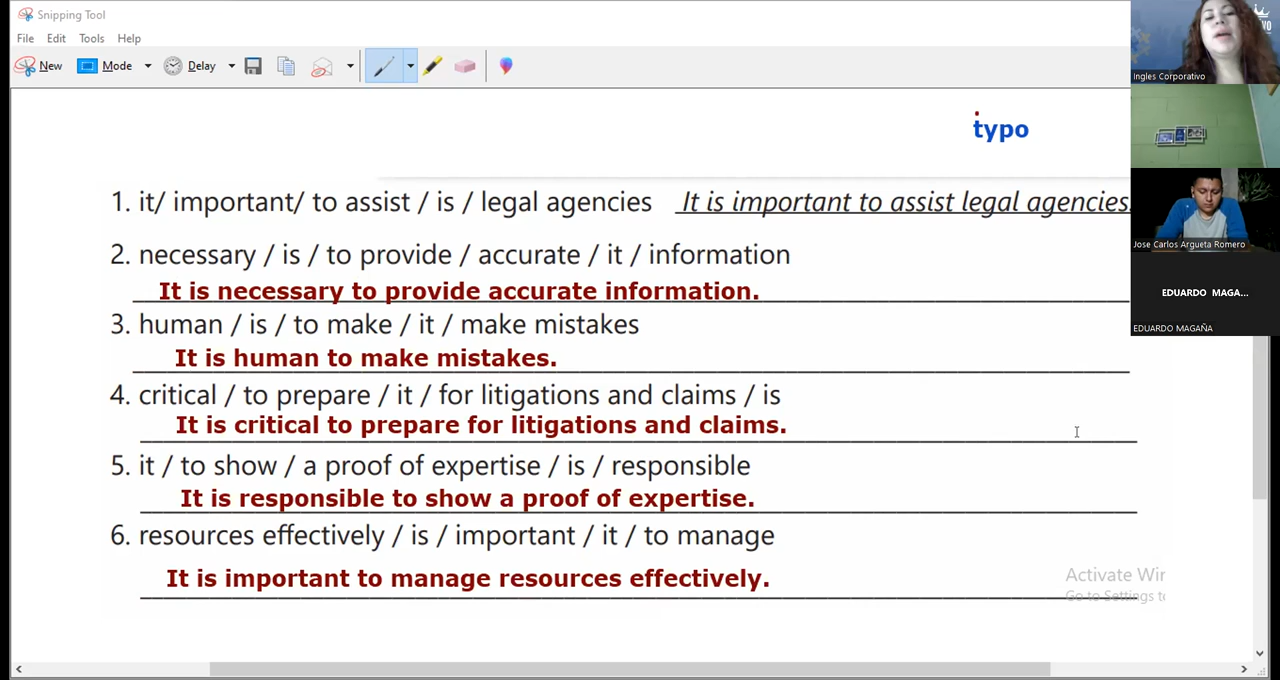 Snipping Tool
File Edit Tools Help
New Mode Delay
Ingles Corporativo
typo
1. it/ important/ to assist / is / legal agencies It is important to assist legal agencies.
2. necessary / is / to provide / accurate / it / information
It is necessary to provide accurate information.
Jose Carlos Argueta Romero
EDUARDO MAGA...
EDUARDO MAGAÑA
3. human / is / to make / it / make mistakes
It is human to make mistakes.
4. critical / to prepare / it / for litigations and claims / is
It is critical to prepare for litigations and claims.
5. it / to show / a proof of expertise / is / responsible
It is responsible to show a proof of expertise.
6. resources effectively / is / important / it / to manage
It is important to manage resources effectively.
Activate Win
Go to Settings to